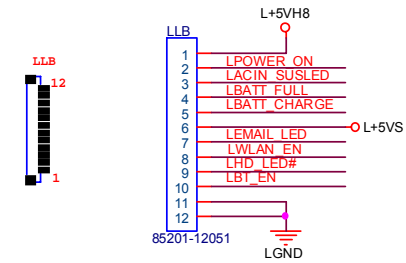 L+5VH8
LLB
LLB
12
1
1
2
3
4
5
6
7
8
9
10
11
12
LPOWER_ON
LACIN_SUSLED
LBATT_FULL
LBATT_CHARGE
L+5VS
LEMAIL_LED
LWLAN_EN
LHD_LED#
LBT_EN
85201-12051
LGND